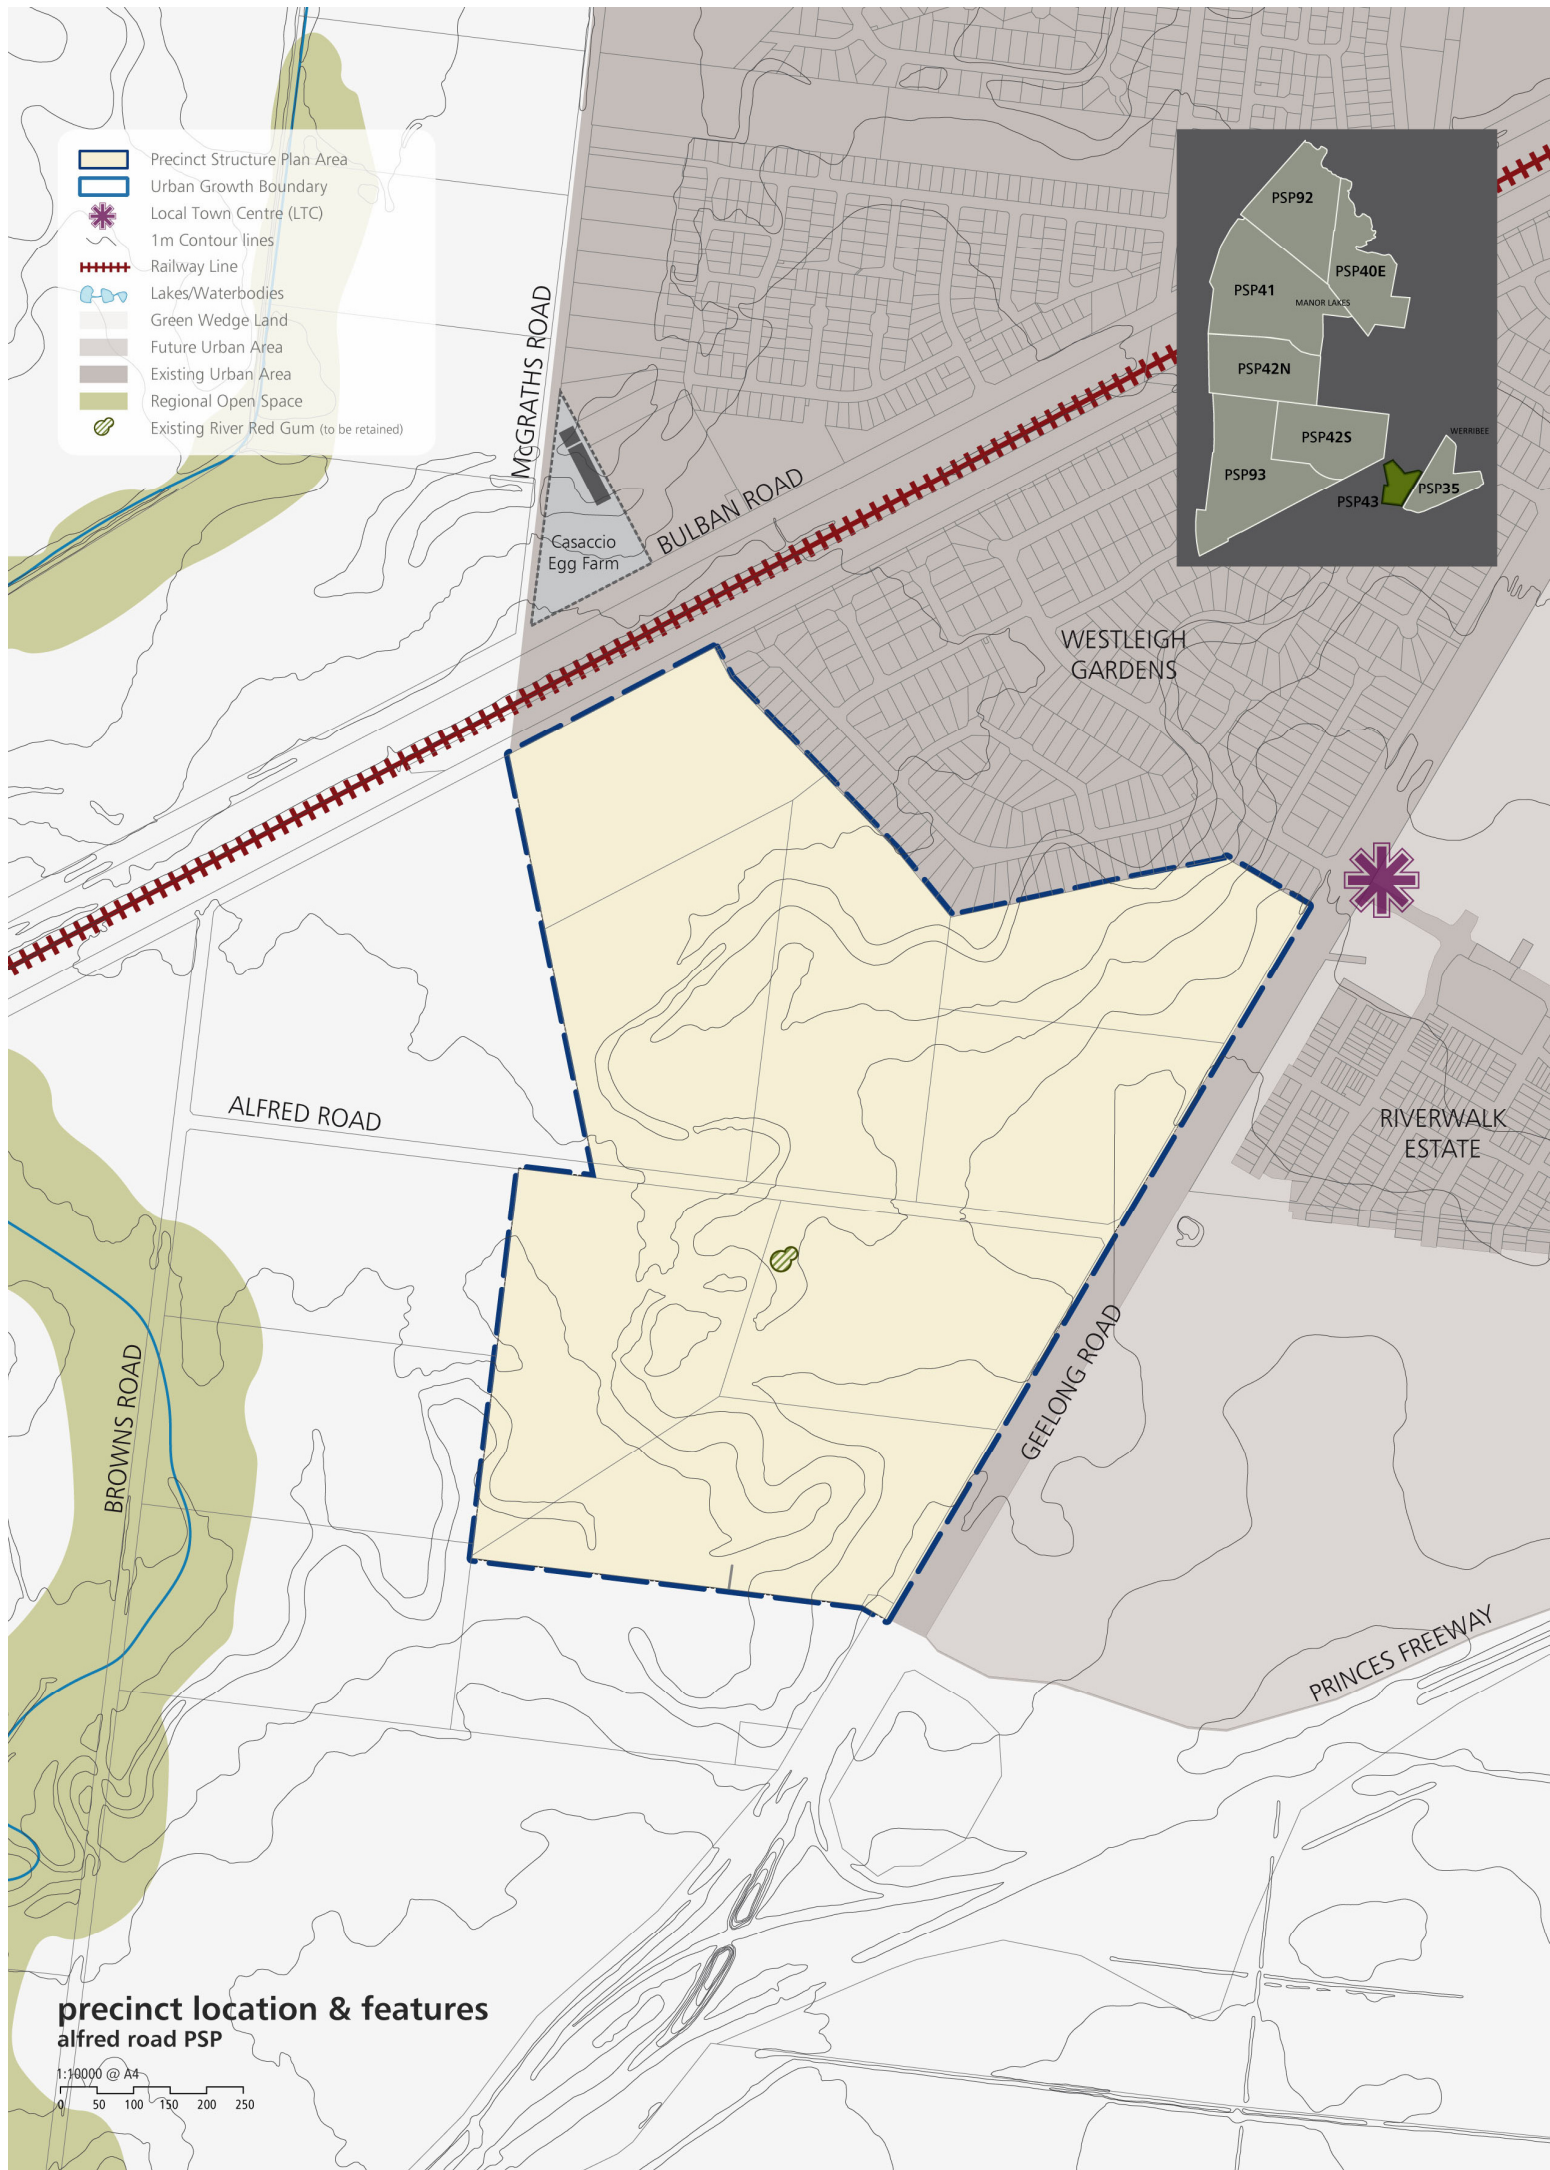 Precinct Structure Plan Area
Urban Growth Boundary
Local Town Centre (LTC)
1m Contour lines
Railway Line
Lakes/Waterbodies
Green Wedge Land
Future Urban Area
Existing Urban Area
Regional Open Space
Existing River Red Gum (to be retained)
PSP92
PSP40E
PSP41
MANOR LAKES
PSP42N
PSP42S
WERRIBEE
PSP93
PSP43
PSP35
McGRATHS ROAD
BULBAN ROAD
Casaccio
Egg Farm
WESTLEIGH
GARDENS
ALFRED ROAD
RIVERWALK
ESTATE
BROWNS ROAD
GEELONG ROAD
PRINCES FREEWAY
precinct location & features
alfred road PSP
1:10000 @ A4
0 50 100 150 200 250